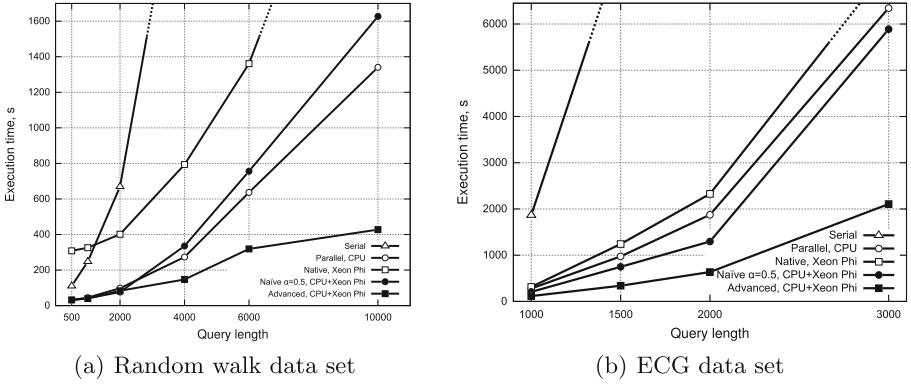 1600
1400
1200
1000
800
600
400
200
0
Execution time, s
500
2000
4000
6000
10000
Query length
Serial
Parallel, CPU
Native, Xeon Phi
Naïve α=0.5, CPU+Xeon Phi
Advanced, CPU+Xeon Phi
(a) Random walk data set
6000
5000
4000
3000
2000
1000
0
Execution time, s
1000
1500
2000
3000
Query length
Serial
Parallel, CPU
Native, Xeon Phi
Naïve α=0.5, CPU+Xeon Phi
Advanced, CPU+Xeon Phi
(b) ECG data set